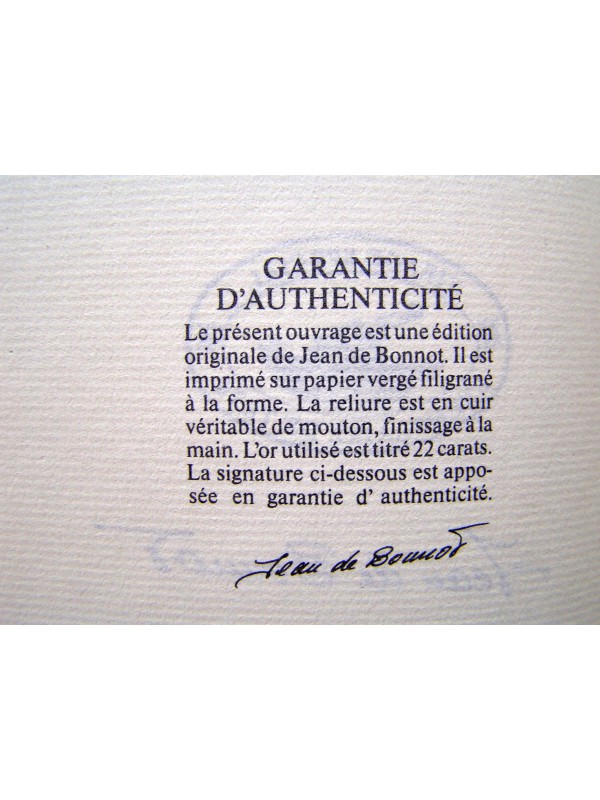 GARANTIE
D'AUTHENTICITÉ
Le présent ouvrage est une édition
originale de Jean de Bonnot. Il est
imprimé sur papier vergé filigrané
à la forme. La reliure est en cuir
véritable de mouton, finissage à la
main. L'or utilisé est titré 22 carats.
La signature ci-dessous est appo-
sée en garantie d' authenticité.
Jean de Bonnot